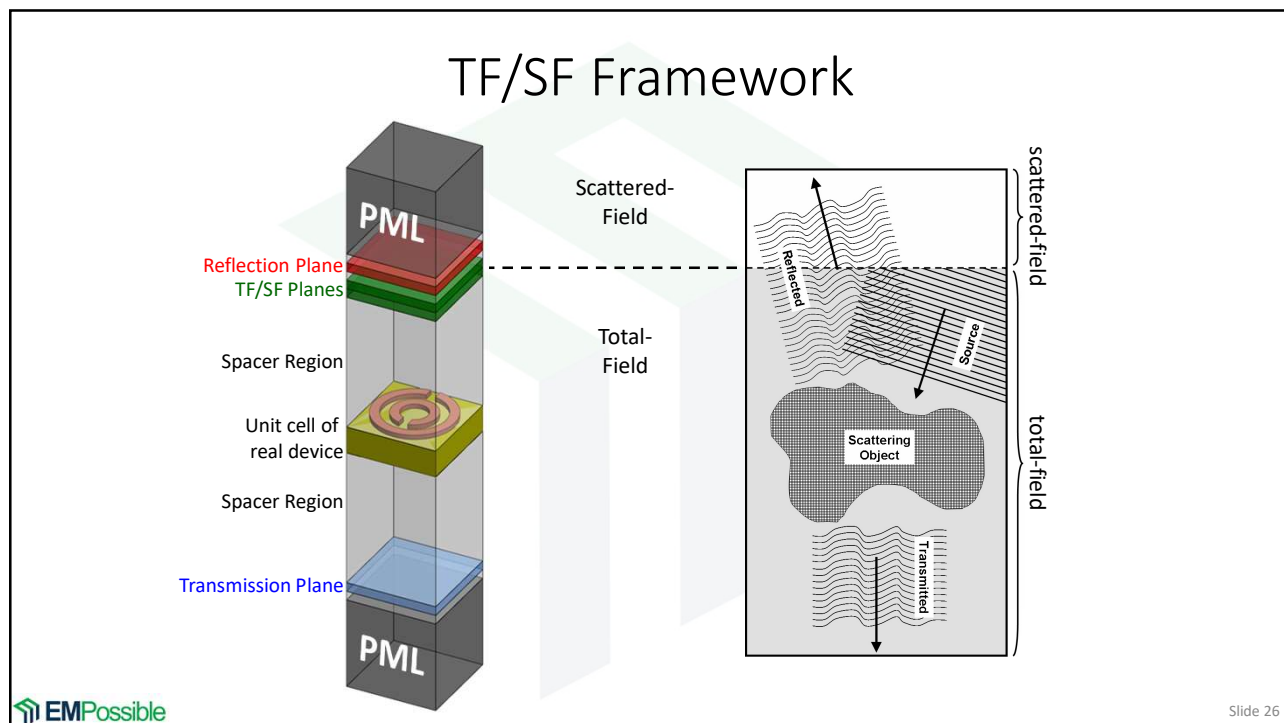 TF/SF Framework
PML
Reflection Plane
TF/SF Planes
Spacer Region
Unit cell of
real device
Spacer Region
Transmission Plane
PML
Scattered-
Field
Total-
Field
Reflected
Source
Scattering
Object
Transmitted
scattered-field
total-field
EMPossible
Slide 26